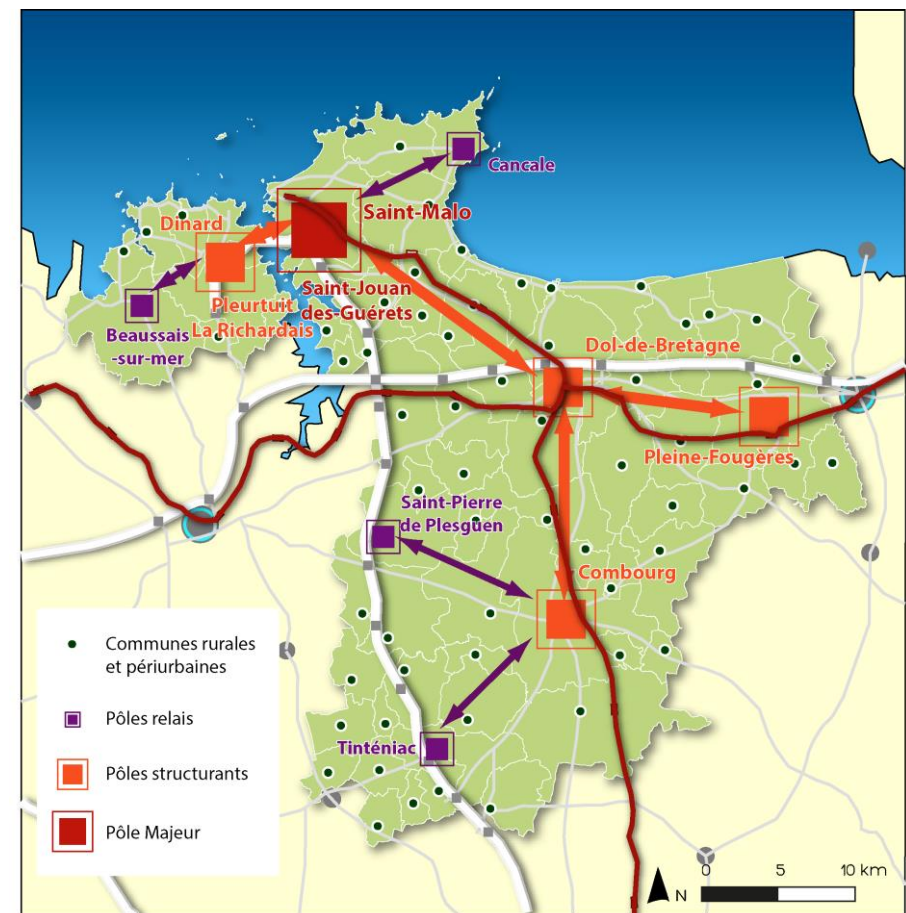 Cancale
Saint-Malo
Dinard
Saint-Jouan
des-Guérets
Pleurtuit
La Richardais
Beaussais
-sur-mer
Dol-de-Bretagne
Pleine-Fougères
Saint-Pierre
de Plesguen
Combourg
Tinténiac
Communes rurales
et périurbaines
Pôles relais
Pôles structurants
Pôle Majeur
0 5 10 km
N